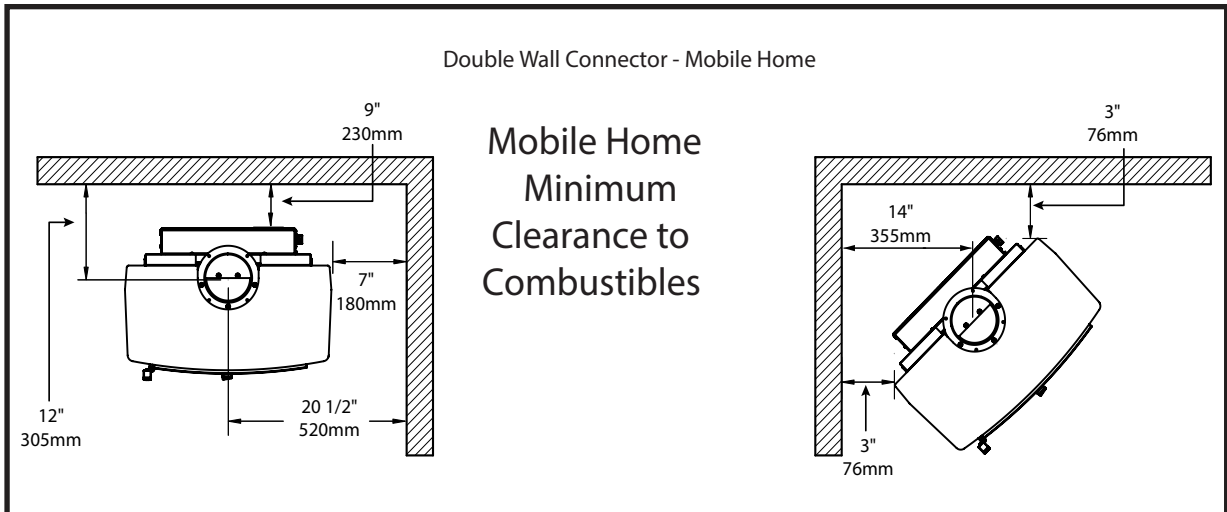 Double Wall Connector - Mobile Home
9"
230mm
3"
76mm
Mobile Home
Minimum
Clearance to
Combustibles
14"
355mm
7"
180mm
12"
305mm
20 1/2"
520mm
3"
76mm